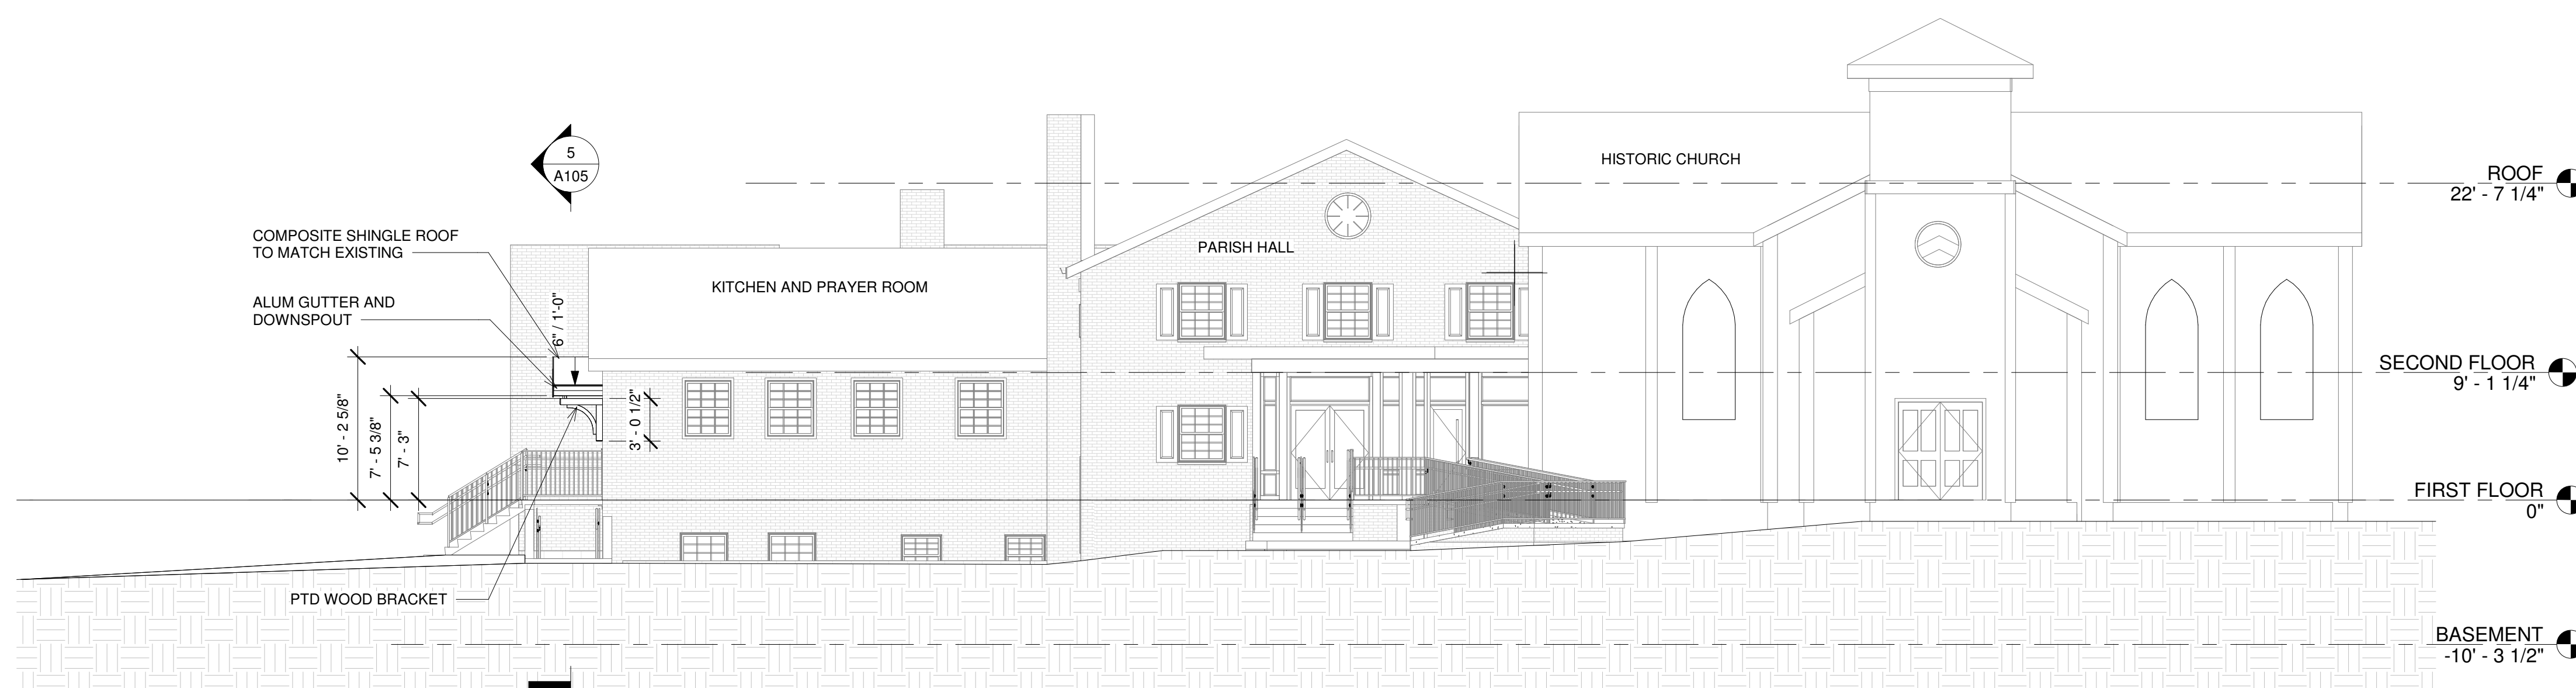 5
A105
HISTORIC CHURCH
ROOF
22' - 7 1/4"
COMPOSITE SHINGLE ROOF
TO MATCH EXISTING
PARISH HALL
KITCHEN AND PRAYER ROOM
ALUM GUTTER AND
DOWNSPOUT
6" / 1'-0"
SECOND FLOOR
9' - 1 1/4"
10' - 2 5/8"
7' - 5 3/8"
7' - 3"
3' - 0 1/2"
FIRST FLOOR
0"
PTD WOOD BRACKET
BASEMENT
-10' - 3 1/2"